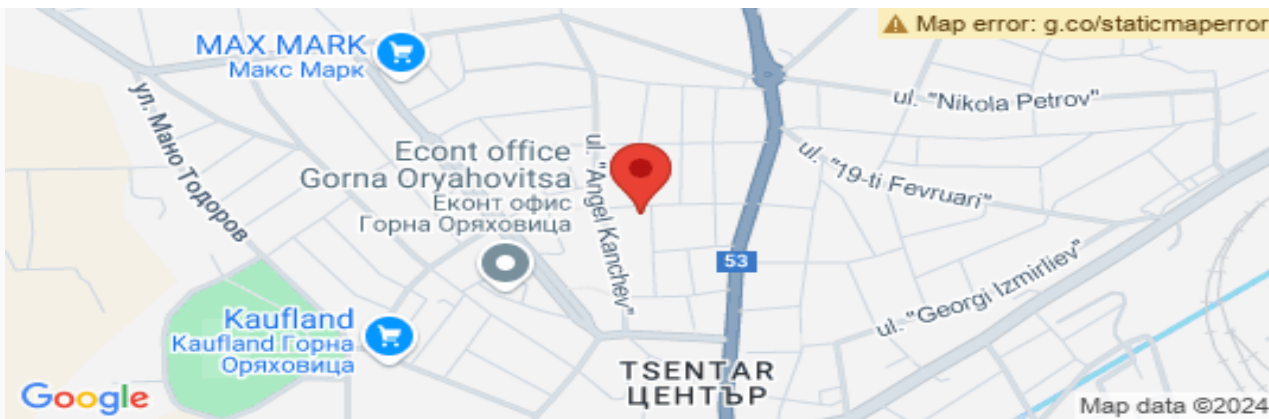 Map error: g.co/staticmaperror
MAX MARK
Макс Марк
ul. "Nikola Petrov"
ул. Мано Тодоров
Econt office
Gorna Oryahovitsa
Еконт офис
Горна Оряховица
ul. "Angel Kanchev"
ul. "19-ti Fevruari"
53
ul. "Georgi Izmirliev"
Kaufland
Kaufland Горна
Оряховица
TSENTAR
ЦЕНТЪР
Google
Map data ©2024